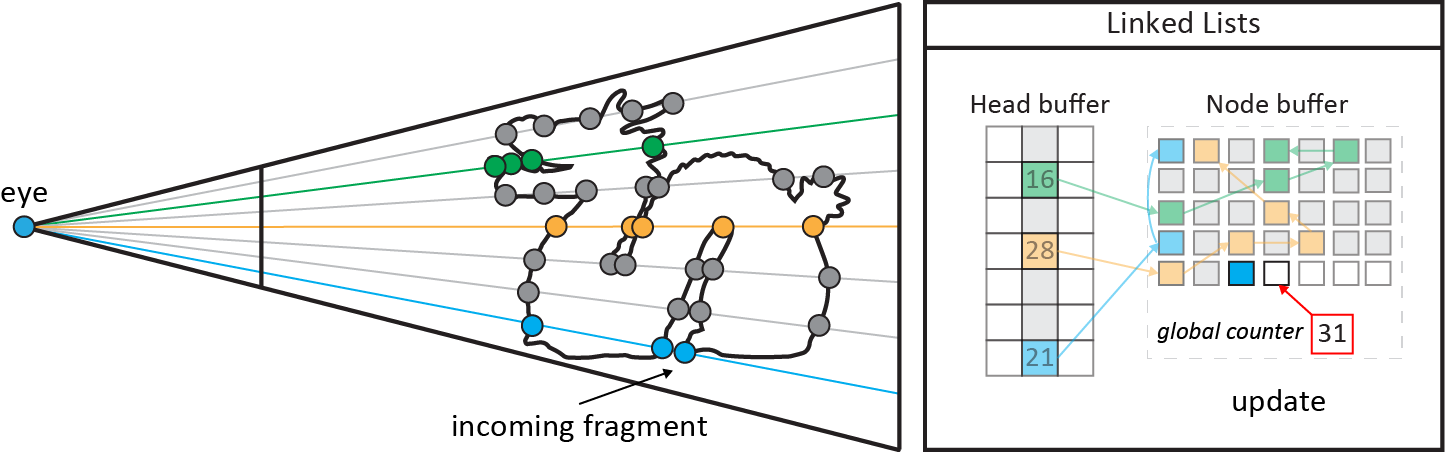 eye
incoming fragment
Linked Lists
Head buffer
Node buffer
16
28
21
global counter 31
update